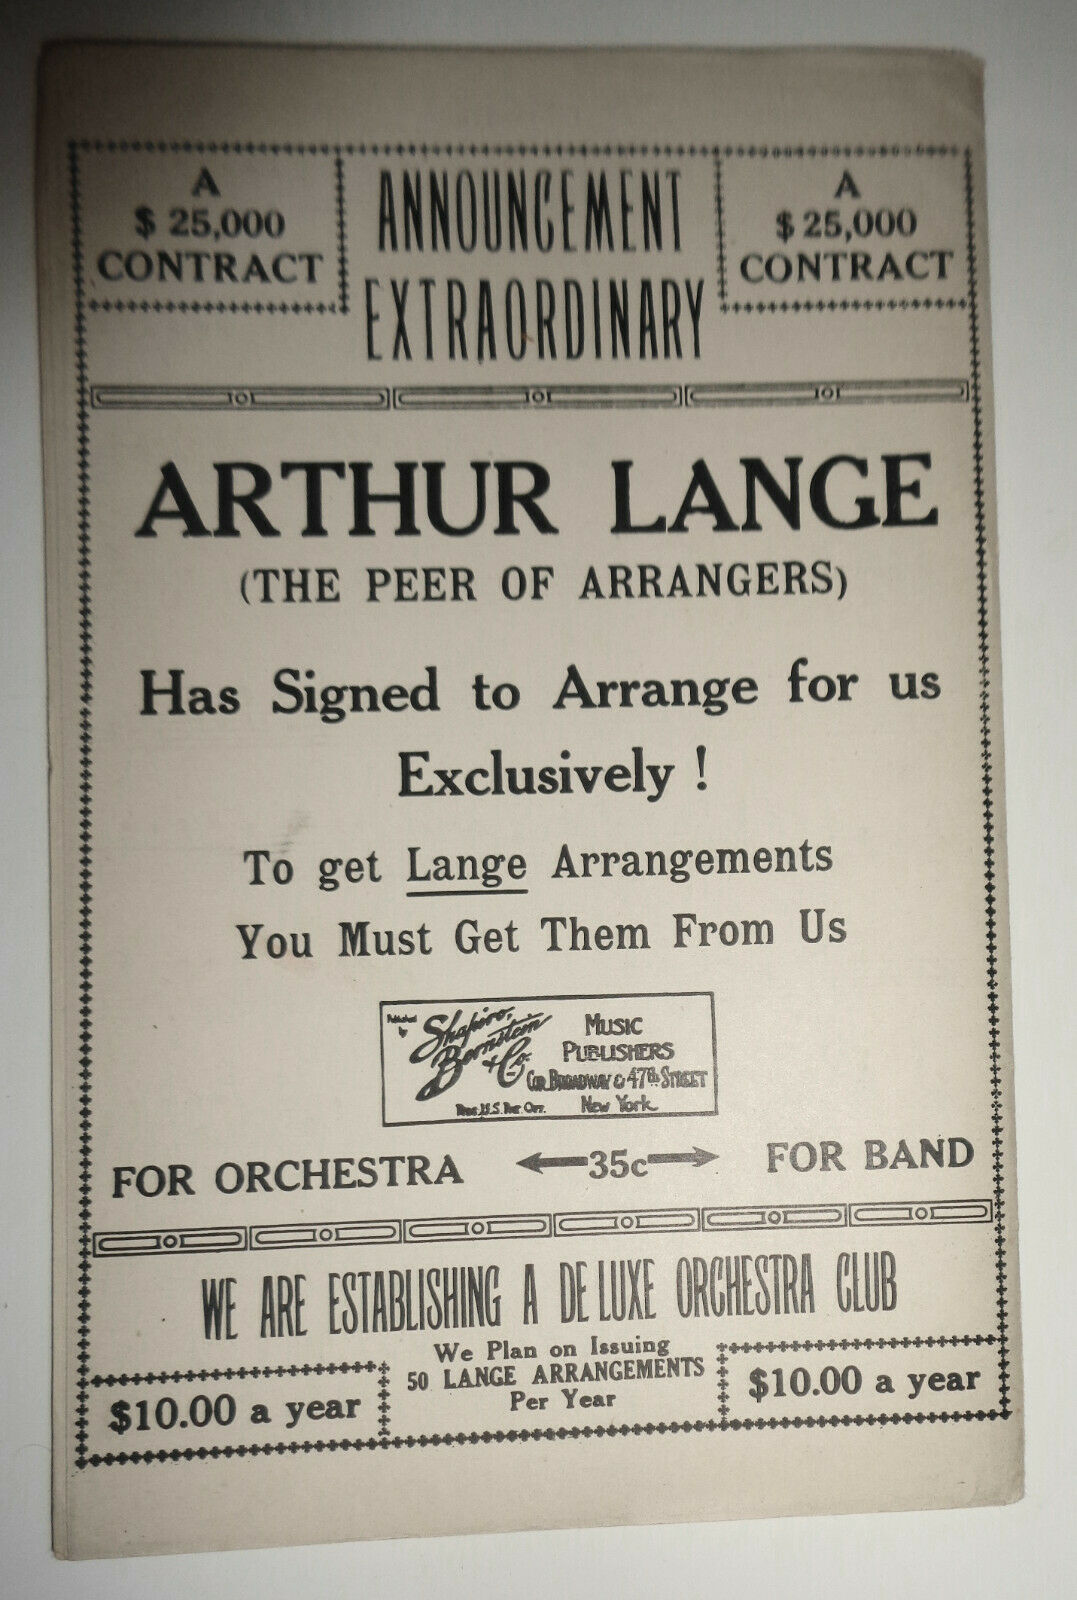 A
$ 25,000
CONTRACT
ANNOUNCEMENT
EXTRAORDINARY
A
$ 25,000
CONTRACT
ARTHUR LANGE
(THE PEER OF ARRANGERS)
Has Signed to Arrange for us
Exclusively !
To get Lange Arrangements
You Must Get Them From Us
Published
by
Shapiro,
Bernstein
& Co.
MUSIC
PUBLISHERS
COR. BROADWAY & 47th STREET
NEW YORK
FOR ORCHESTRA 35c FOR BAND
WE ARE ESTABLISHING A DE LUXE ORCHESTRA CLUB
$10.00 a year
We Plan on Issuing
50 LANGE ARRANGEMENTS
Per Year
$10.00 a year